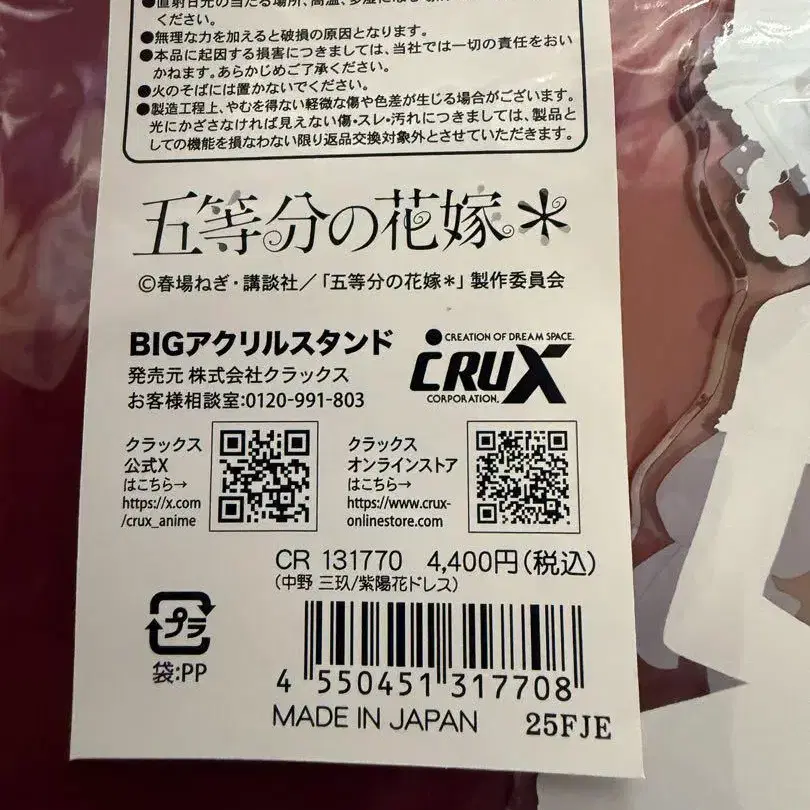 ください。
●無理な力を加えると破損の原因となります。
●本品に起因する損害につきましては、当社では一切の責任をおい
かねます。あらかじめご了承ください。
●火のそばには置かないでください。
●製造工程上、やむを得ない軽微な傷や色差が生じる場合がございます。
光にかざさなければ見えない傷・スレ・汚れにつきましては、製品と
しての機能を損なわない限り返品交換対象外とさせていただきます。
五等分の花嫁*
©春場ねぎ・講談社/「五等分の花嫁*」製作委員会
BIGアクリルスタンド
発売元 株式会社クラックス
お客様相談室:0120-991-803
CREATION OF DREAM SPACE.
CRUX
CORPORATION.
クラックス
公式X
はこちら→
https://x.com
/crux_anime
クラックス
オンラインストア
はこちら→
https://www.crux-
onlinestore.com
CR 131770 4,400円(税込)
(中野 三玖/紫陽花ドレス)
プラ
袋:PP
4 550451 317708
MADE IN JAPAN 25FJE